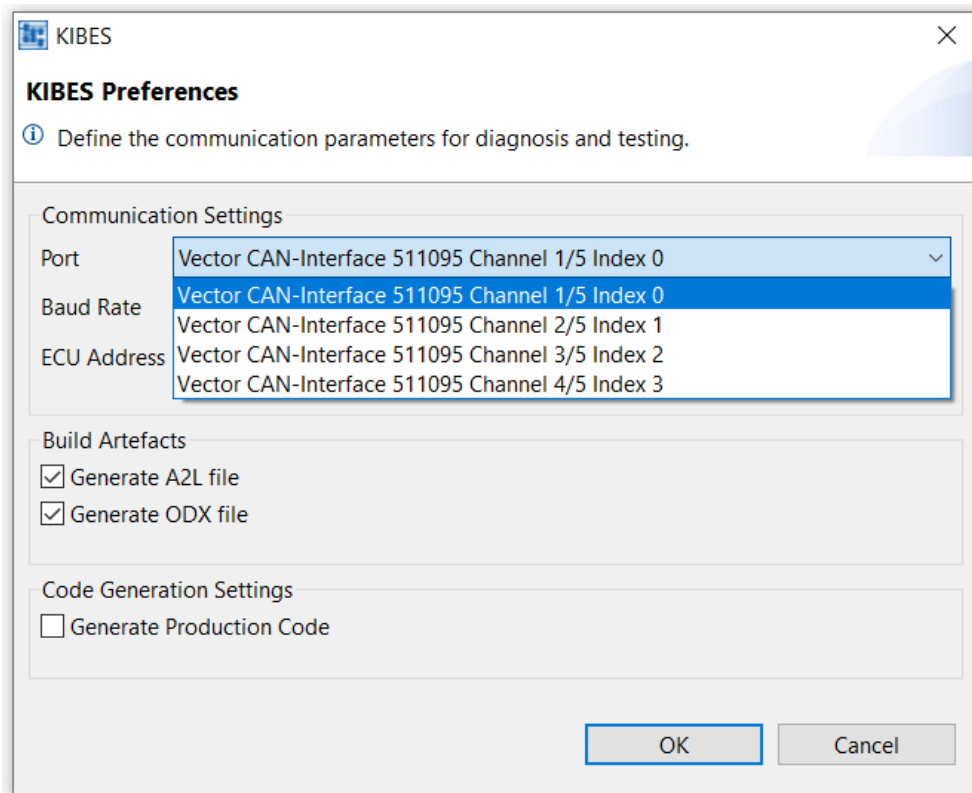 KIBES
KIBES Preferences
Define the communication parameters for diagnosis and testing.
Communication Settings
Port
Vector CAN-Interface 511095 Channel 1/5 Index 0
Vector CAN-Interface 511095 Channel 1/5 Index 0
Baud Rate
Vector CAN-Interface 511095 Channel 2/5 Index 1
ECU Address
Vector CAN-Interface 511095 Channel 3/5 Index 2
Vector CAN-Interface 511095 Channel 4/5 Index 3
Build Artefacts
Generate A2L file
Generate ODX file
Code Generation Settings
Generate Production Code
OK
Cancel